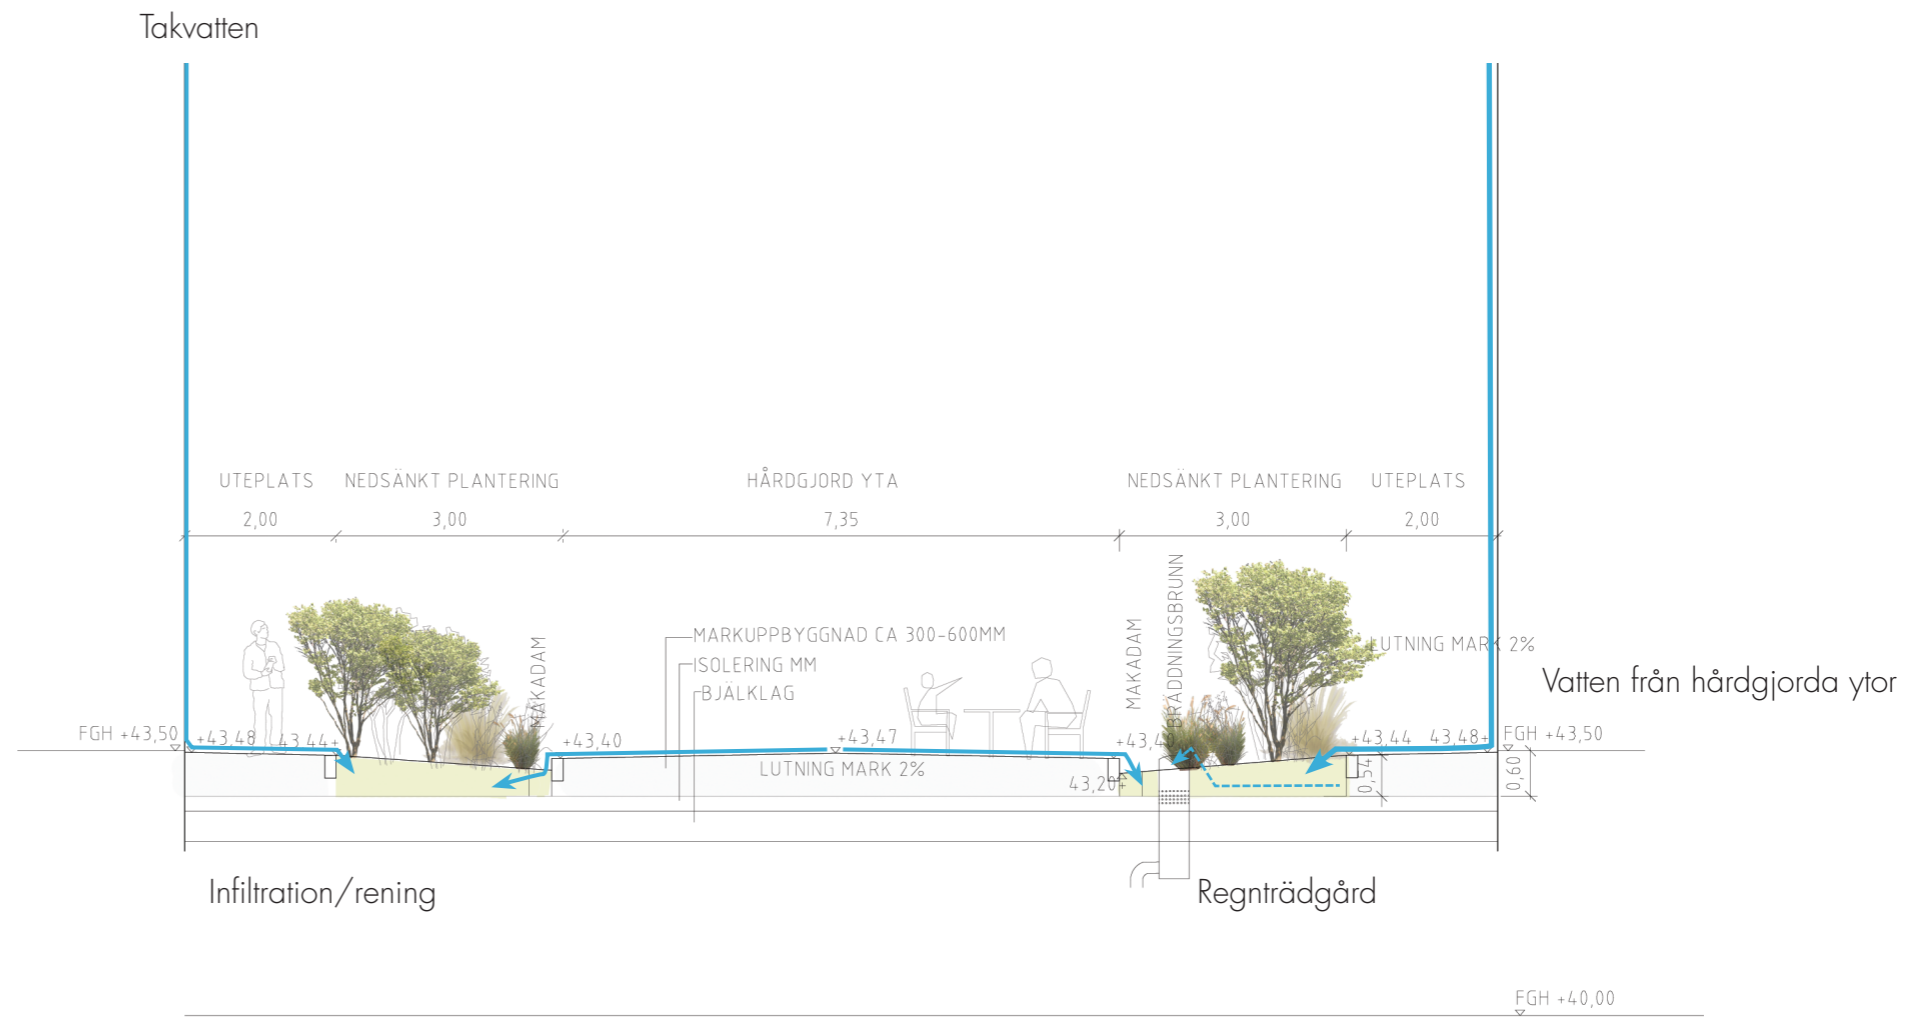 Takvatten
UTEPLATS NEDSÄNKT PLANTERING HÅRDGJORD YTA NEDSÄNKT PLANTERING UTEPLATS
2,00 3,00 7,35 3,00 2,00
MAKADAM
MARKUPPBYGGNAD CA 300-600MM
ISOLERING MM
BJÄLKLAG
MAKADAM
BRÄDDNINGSBRUNN
LUTNING MARK 2%
Vatten från hårdgjorda ytor
FGH +43,50 +43,48 43,44+ +43,40 +43,47 +43,4 +43,44 43,48+ FGH +43,50
LUTNING MARK 2%
43,20+
0,54
0,60
Infiltration/rening
Regnträdgård
FGH +40,00